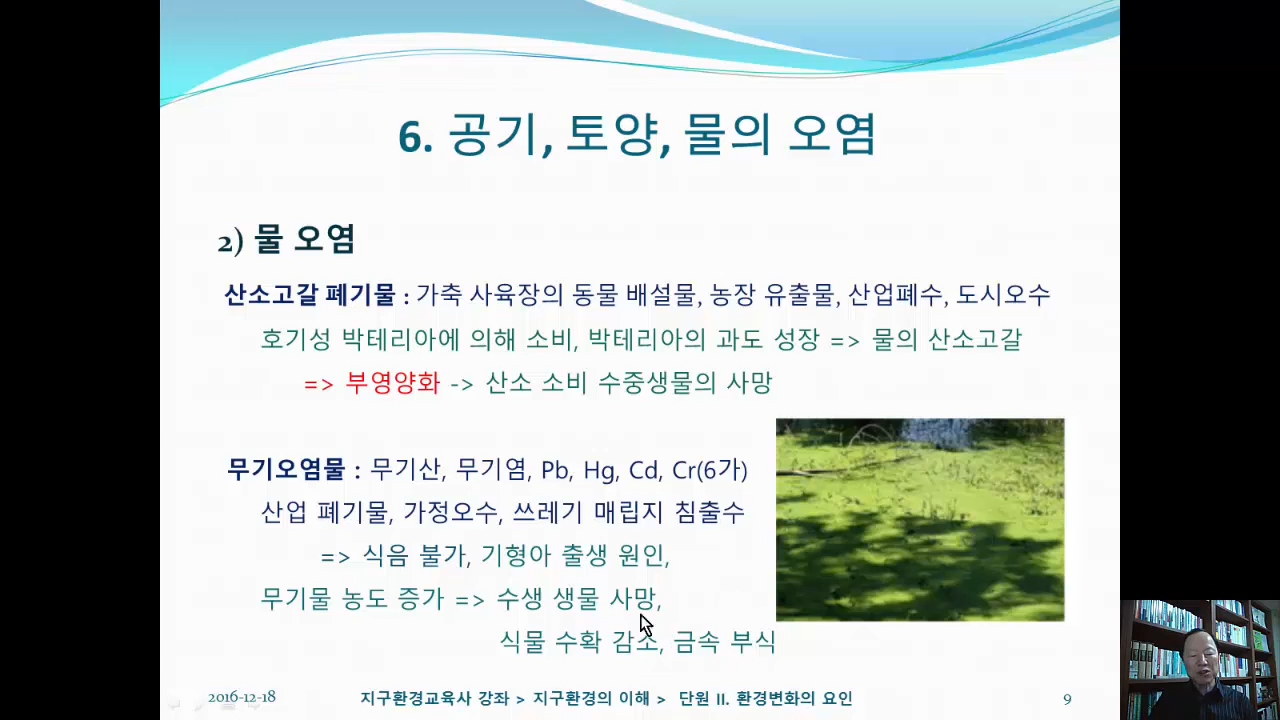 6. 공기, 토양, 물의 오염
2) 물 오염
산소고갈 폐기물 : 가축 사육장의 동물 배설물, 농장 유출물, 산업폐수, 도시오수
호기성 박테리아에 의해 소비, 박테리아의 과도 성장 => 물의 산소고갈
=> 부영양화 -> 산소 소비 수중생물의 사망
무기오염물 : 무기산, 무기염, Pb, Hg, Cd, Cr(6가)
산업 폐기물, 가정오수, 쓰레기 매립지 침출수
=> 식음 불가, 기형아 출생 원인,
무기물 농도 증가 => 수생 생물 사망,
식물 수확 감소, 금속 부식
2016-12-18 지구환경교육사 강좌 > 지구환경의 이해 > 단원 II. 환경변화의 요인 9